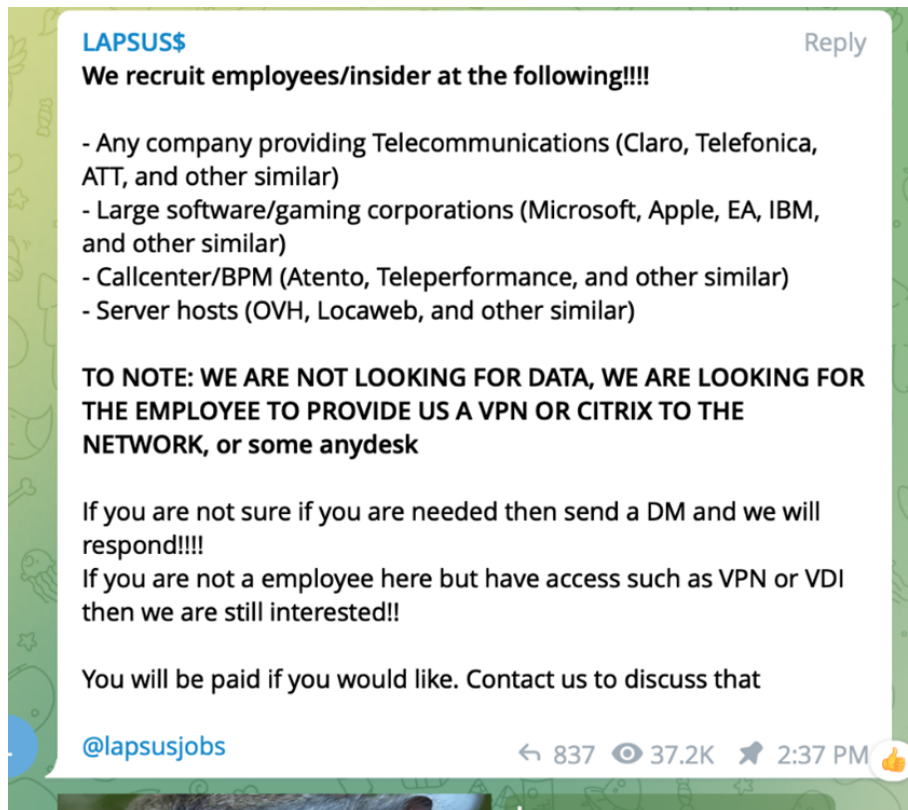 LAPSUS$
Reply
We recruit employees/insider at the following!!!!
- Any company providing Telecommunications (Claro, Telefonica,
ATT, and other similar)
- Large software/gaming corporations (Microsoft, Apple, EA, IBM,
and other similar)
- Callcenter/BPM (Atento, Teleperformance, and other similar)
- Server hosts (OVH, Locaweb, and other similar)
TO NOTE: WE ARE NOT LOOKING FOR DATA, WE ARE LOOKING FOR
THE EMPLOYEE TO PROVIDE US A VPN OR CITRIX TO THE
NETWORK, or some anydesk
If you are not sure if you are needed then send a DM and we will
respond!!!!
If you are not a employee here but have access such as VPN or VDI
then we are still interested!!
You will be paid if you would like. Contact us to discuss that
@lapsusjobs
837 37.2K 2:37 PM